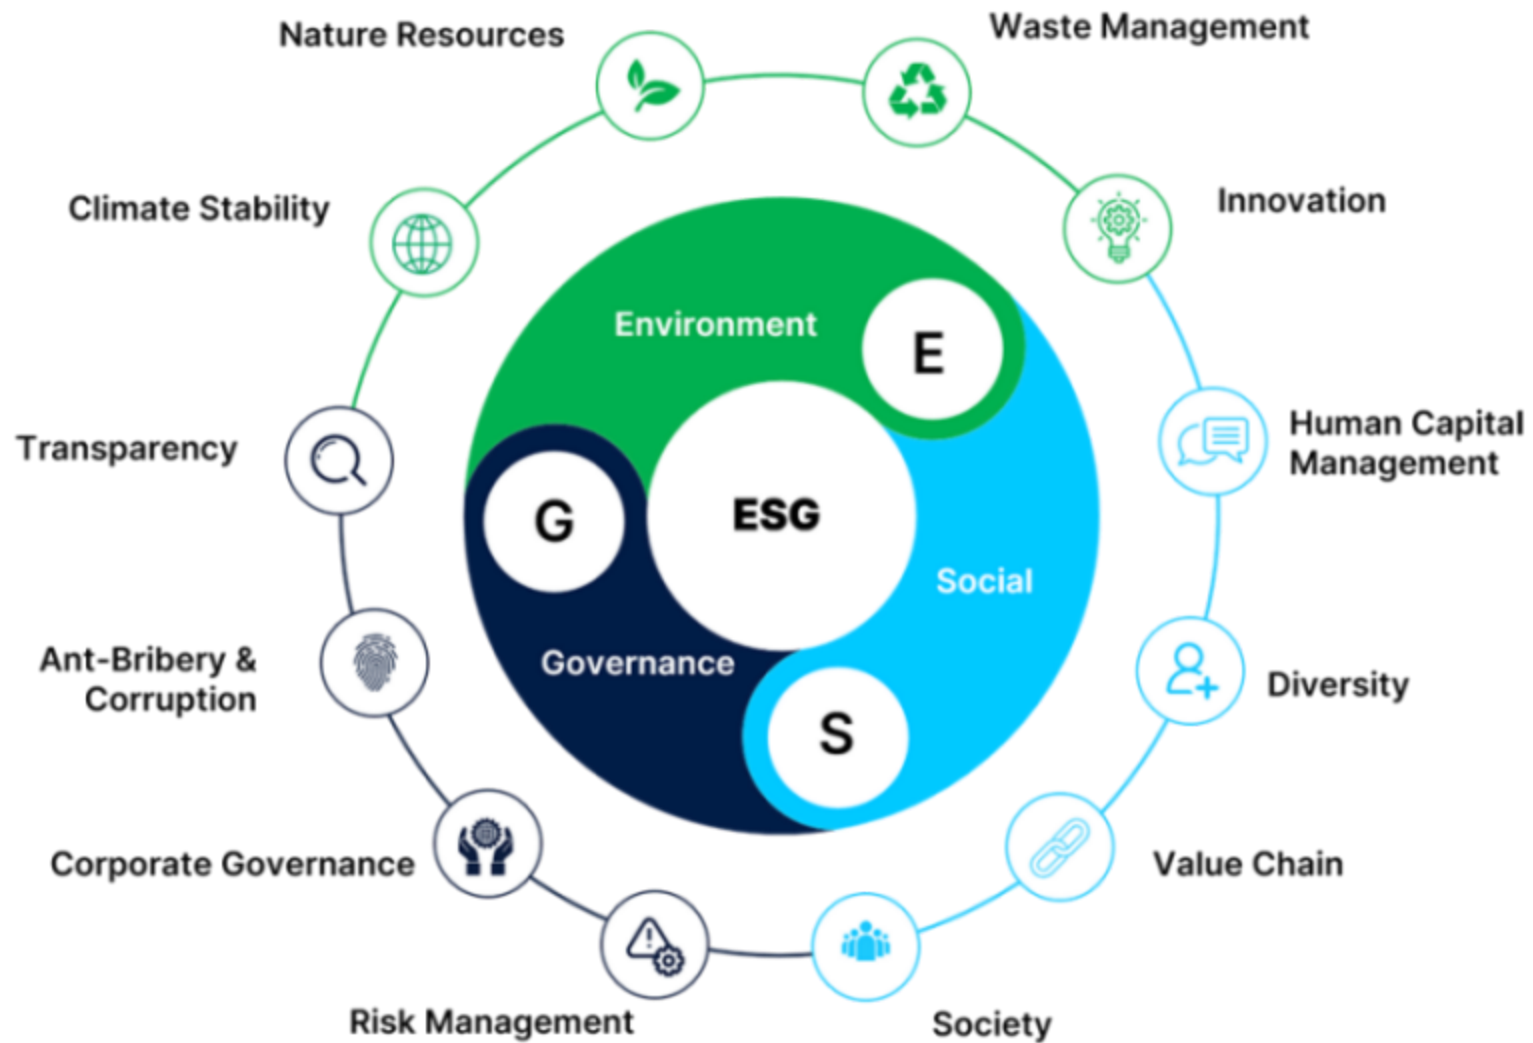 Nature Resources
Waste Management
Climate Stability
Innovation
Environment
E
Transparency
Human Capital
Management
G
ESG
Social
Ant-Bribery &
Corruption
Governance
Diversity
S
Corporate Governance
Value Chain
Risk Management
Society